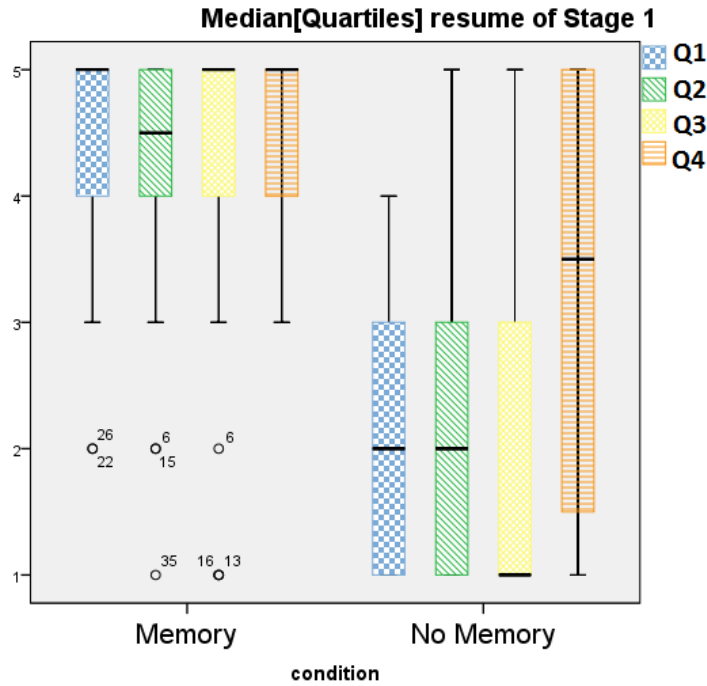 Median[Quartiles] resume of Stage 1
Q1
Q2
Q3
Q4
5
4
3
2
1
26
22
6
15
6
35
16 13
Memory No Memory
condition